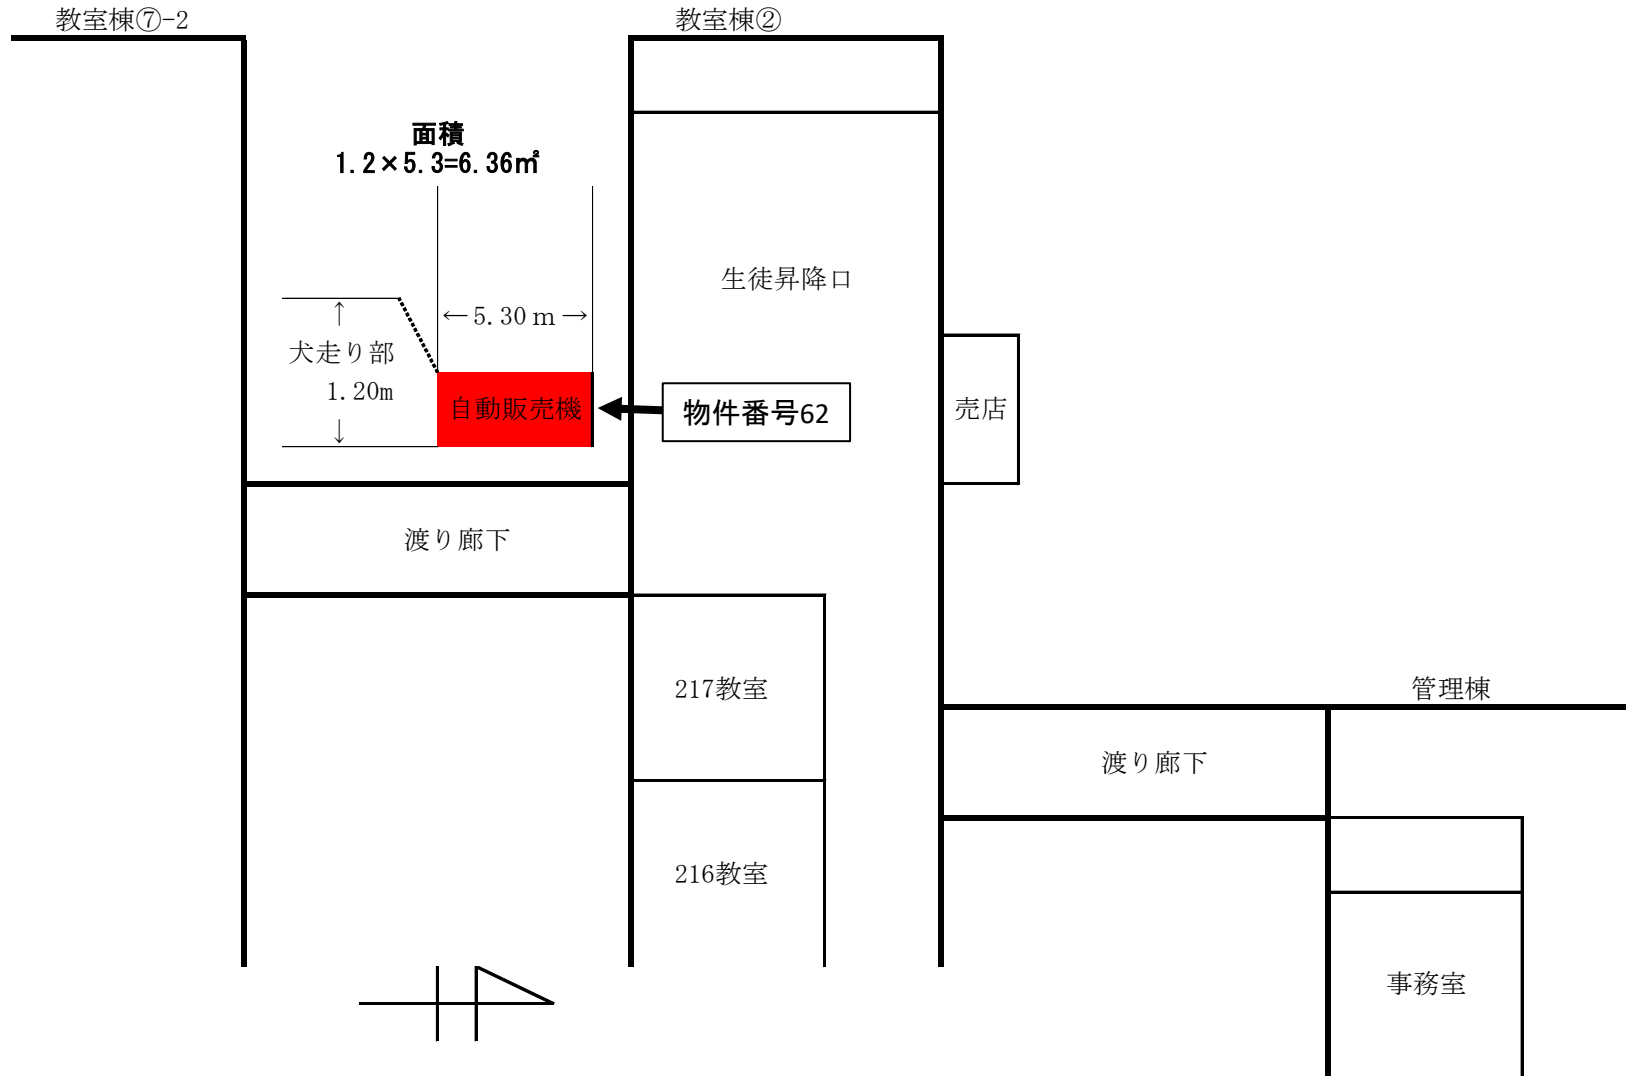 教室棟⑦-2
教室棟②
面積
1.2×5.3=6.36㎡
生徒昇降口
↑
←5.30ｍ→
犬走り部
1.20m
↓
自動販売機
物件番号62
売店
渡り廊下
217教室
管理棟
渡り廊下
216教室
事務室